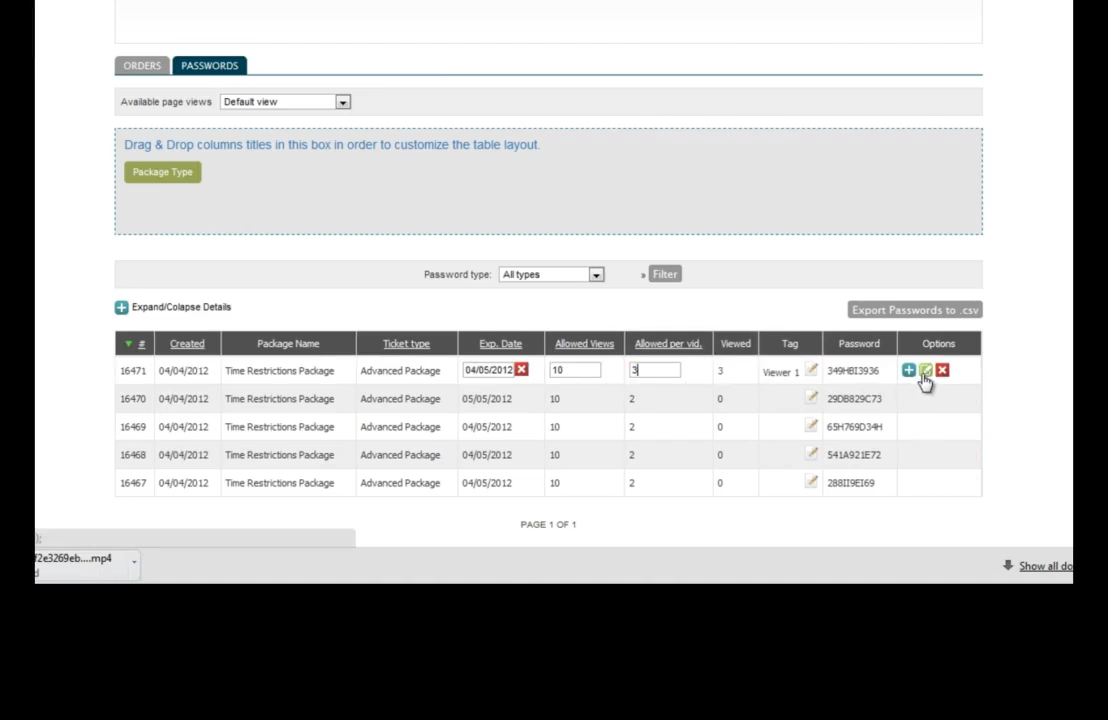 ORDERS PASSWORDS
Available page views Default view
Drag & Drop columns titles in this box in order to customize the table layout.
Package Type
Password type: All types » Filter
Expand/Colapse Details
Export Passwords to .csv
# Created Package Name Ticket type Exp. Date Allowed Views Allowed per vid. Viewed Tag Password Options
16471 04/04/2012 Time Restrictions Package Advanced Package 04/05/2012 10 3 3 Viewer 1 349HBI3936
16470 04/04/2012 Time Restrictions Package Advanced Package 05/05/2012 10 2 0 29DB829C73
16469 04/04/2012 Time Restrictions Package Advanced Package 04/05/2012 10 2 0 65H769D34H
16468 04/04/2012 Time Restrictions Package Advanced Package 04/05/2012 10 2 0 541A921E72
16467 04/04/2012 Time Restrictions Package Advanced Package 04/05/2012 10 2 0 288II9EI69
PAGE 1 OF 1
);
f2e3269eb....mp4
d
Show all do